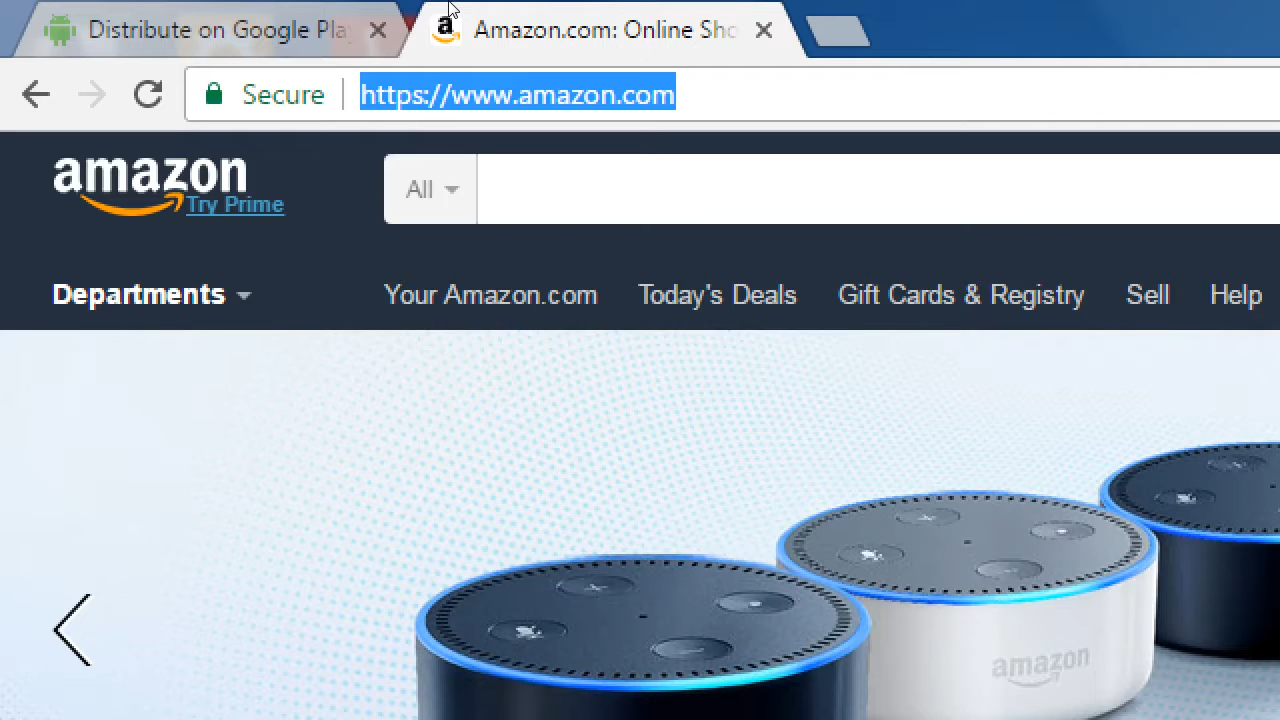 Distribute on Google Pla
Amazon.com: Online Sho
Secure
https://www.amazon.com
amazon
Try Prime
All
Departments
Your Amazon.com
Today's Deals
Gift Cards & Registry
Sell
Help
amazon